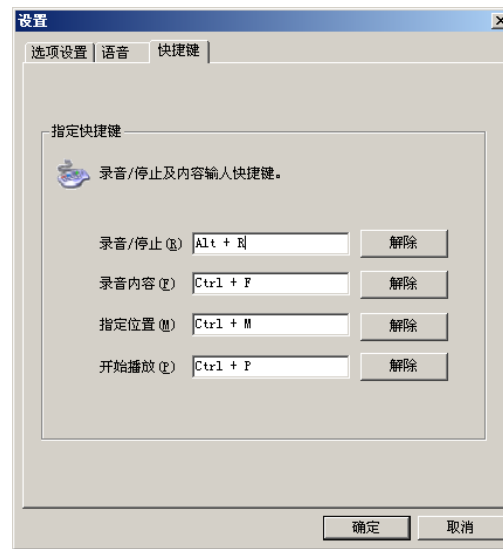 设置
选项设置 语音 快捷键
指定快捷键
录音/停止及内容输人快捷键。
录音/停止(R) Alt + R 解除
录音内容(F) Ctrl + F 解除
指定位置(M) Ctrl + M 解除
开始播放(P) Ctrl + P 解除
确定 取消